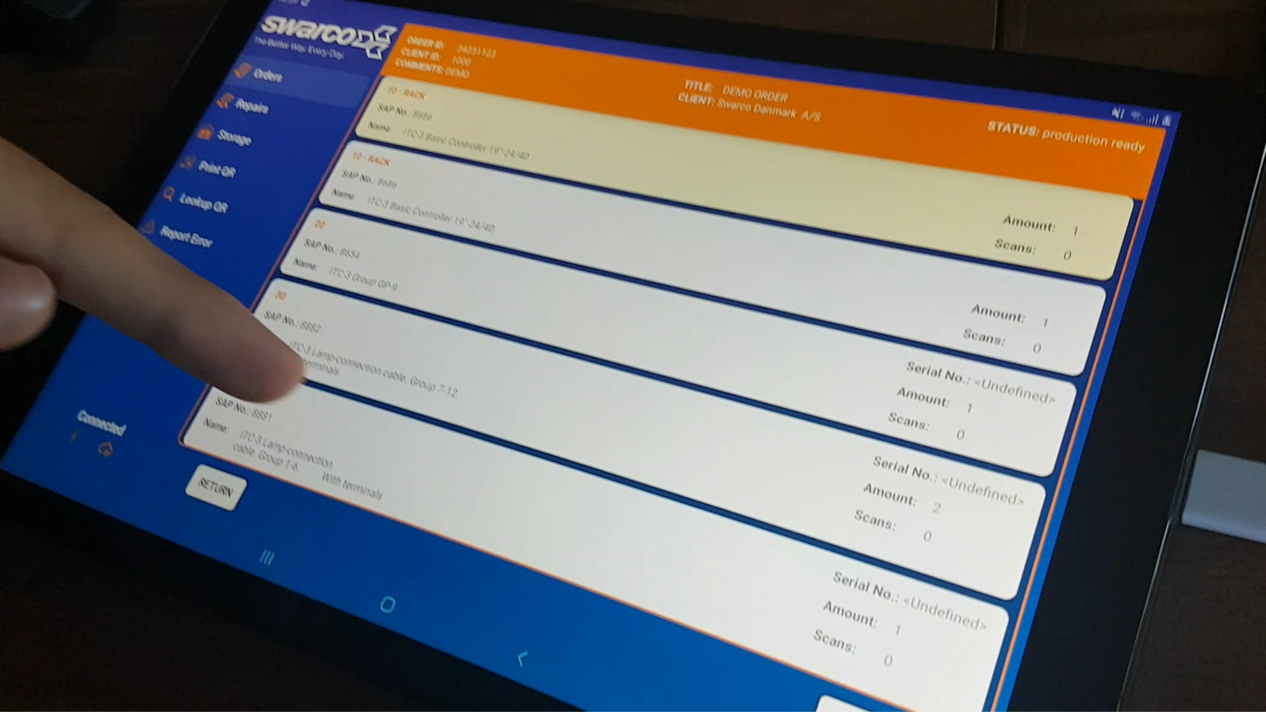 swarco
The Better Way. Every Day.
Orders
Repairs
Storage
Print QR
Lookup QR
Report Error
Connected
ORDER ID: 34231123
CLIENT ID: 1000
COMMENTS: DEMO
TITLE: DEMO ORDER
CLIENT: Swarco Danmark A/S
STATUS: production ready
10 - RACK
SAP No.: 8686
Name: ITC-3 Basic Controller 19"-24/40
Amount: 1
Scans: 0
10 - RACK
SAP No.: 8686
Name: ITC-3 Basic Controller 19"-24/40
Amount: 1
Scans: 0
20
SAP No.: 8654
Name: ITC-3 Group GP-9
Serial No.: <Undefined>
Amount: 1
Scans: 0
30
SAP No.: 8882
ITC-3 Lamp-connection cable. Group 7-12
terminals
Serial No.: <Undefined>
Amount: 2
Scans: 0
SAP No.: 8881
Name: ITC-3 Lamp-connection
cable. Group 1-6
With terminals
Serial No.: <Undefined>
Amount: 1
Scans: 0
RETURN